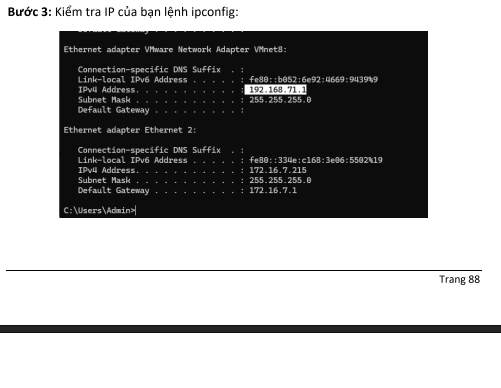 Bước 3: Kiểm tra IP của bạn lệnh ipconfig:
Ethernet adapter VMware Network Adapter VMnet8:
Connection-specific DNS Suffix . :
Link-local IPv6 Address . . . . . : fe80::b052:6e92:4669:9439%9
IPv4 Address. . . . . . . . . . . : 192.168.71.1
Subnet Mask . . . . . . . . . . . : 255.255.255.0
Default Gateway . . . . . . . . . :
Ethernet adapter Ethernet 2:
Connection-specific DNS Suffix . :
Link-local IPv6 Address . . . . . : fe80::334e:c168:3e06:5502%19
IPv4 Address. . . . . . . . . . . : 172.16.7.215
Subnet Mask . . . . . . . . . . . : 255.255.255.0
Default Gateway . . . . . . . . . : 172.16.7.1
C:\Users\Admin>
Trang 88